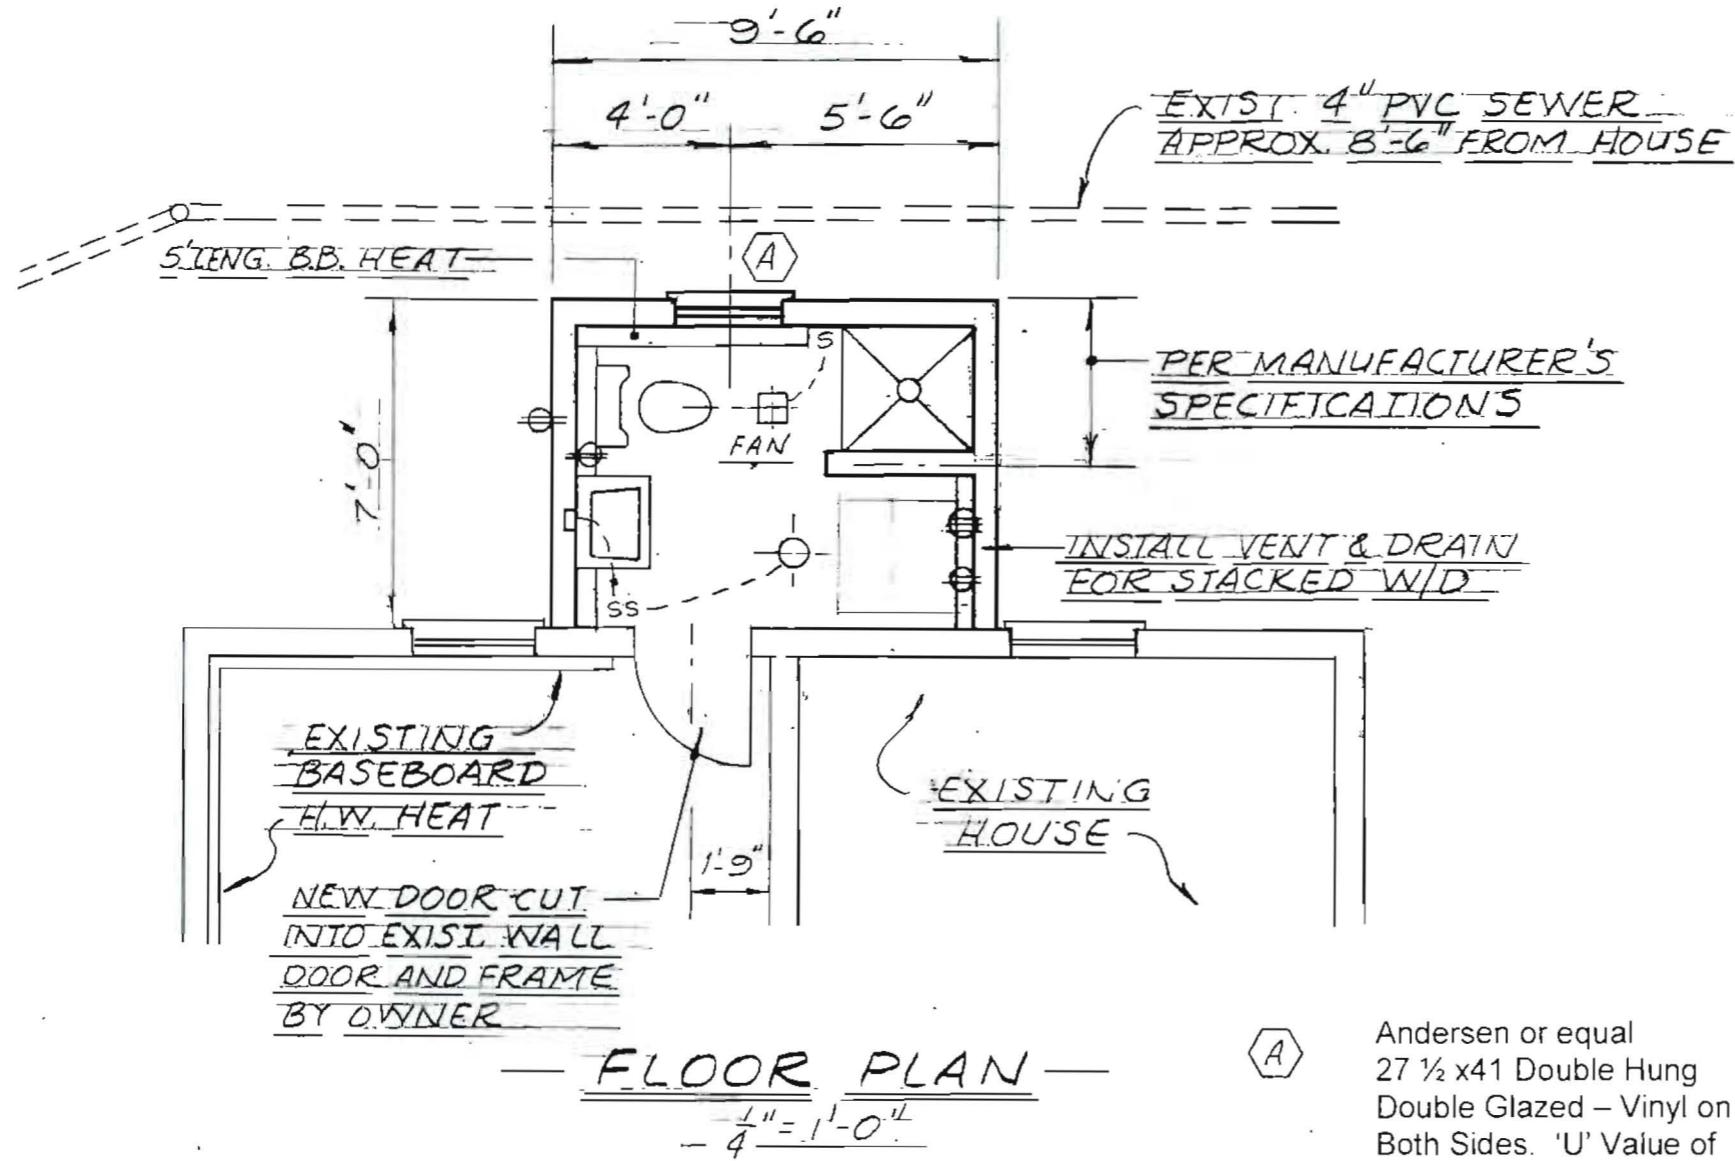 9'-6"
4'-0"
5'-6"
EXIST. 4" PVC SEWER
APPROX. 8'-6" FROM HOUSE
5' LENG. B.B. HEAT
A
S
PER MANUFACTURER'S
SPECIFICATIONS
FAN
7'-0"
INSTALL VENT & DRAIN
FOR STACKED W/D
SS
EXISTING
BASEBOARD
H.W. HEAT
EXISTING
HOUSE
1'-9"
NEW DOOR CUT
INTO EXIST. WALL
DOOR AND FRAME
BY OWNER
FLOOR PLAN
1/4" = 1'-0"
A
Andersen or equal
27 ½ x41 Double Hung
Double Glazed – Vinyl on
Both Sides. 'U' Value of